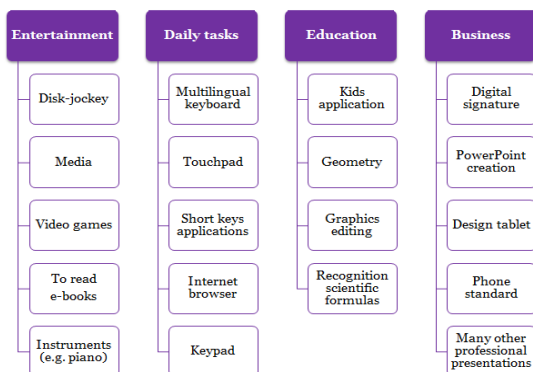 Entertainment
Disk-jockey
Media
Video games
To read
e-books
Instruments
(e.g. piano)
Daily tasks
Multilingual
keyboard
Touchpad
Short keys
applications
Internet
browser
Keypad
Education
Kids
application
Geometry
Graphics
editing
Recognition
scientific
formulas
Business
Digital
signature
PowerPoint
creation
Design tablet
Phone
standard
Many other
professional
presentations